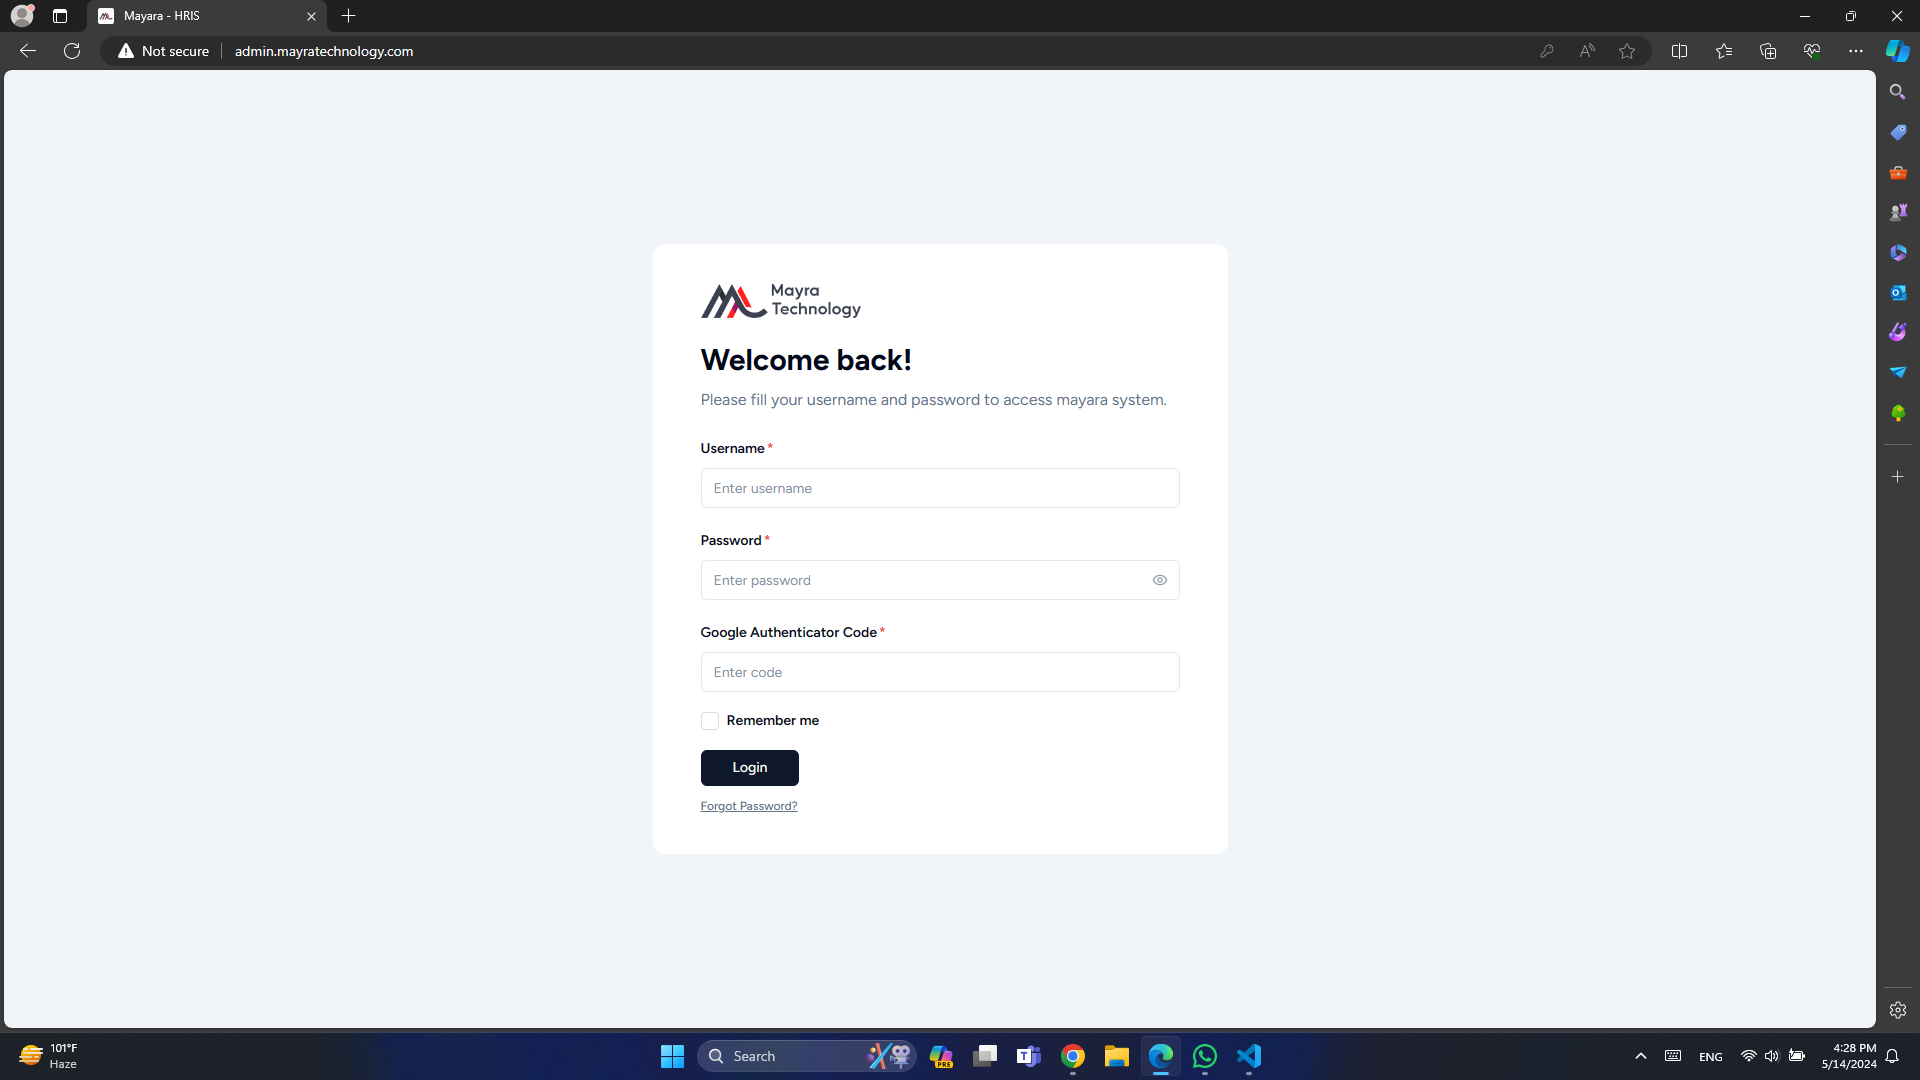 Mayara - HRIS
Not secure
admin.mayratechnology.com
Mayra
Technology
Welcome back!
Please fill your username and password to access mayara system.
Username *
Enter username
Password *
Enter password
Google Authenticator Code *
Enter code
Remember me
Login
Forgot Password?
101°F
Haze
Search
PRE
ENG
4:28 PM
5/14/2024